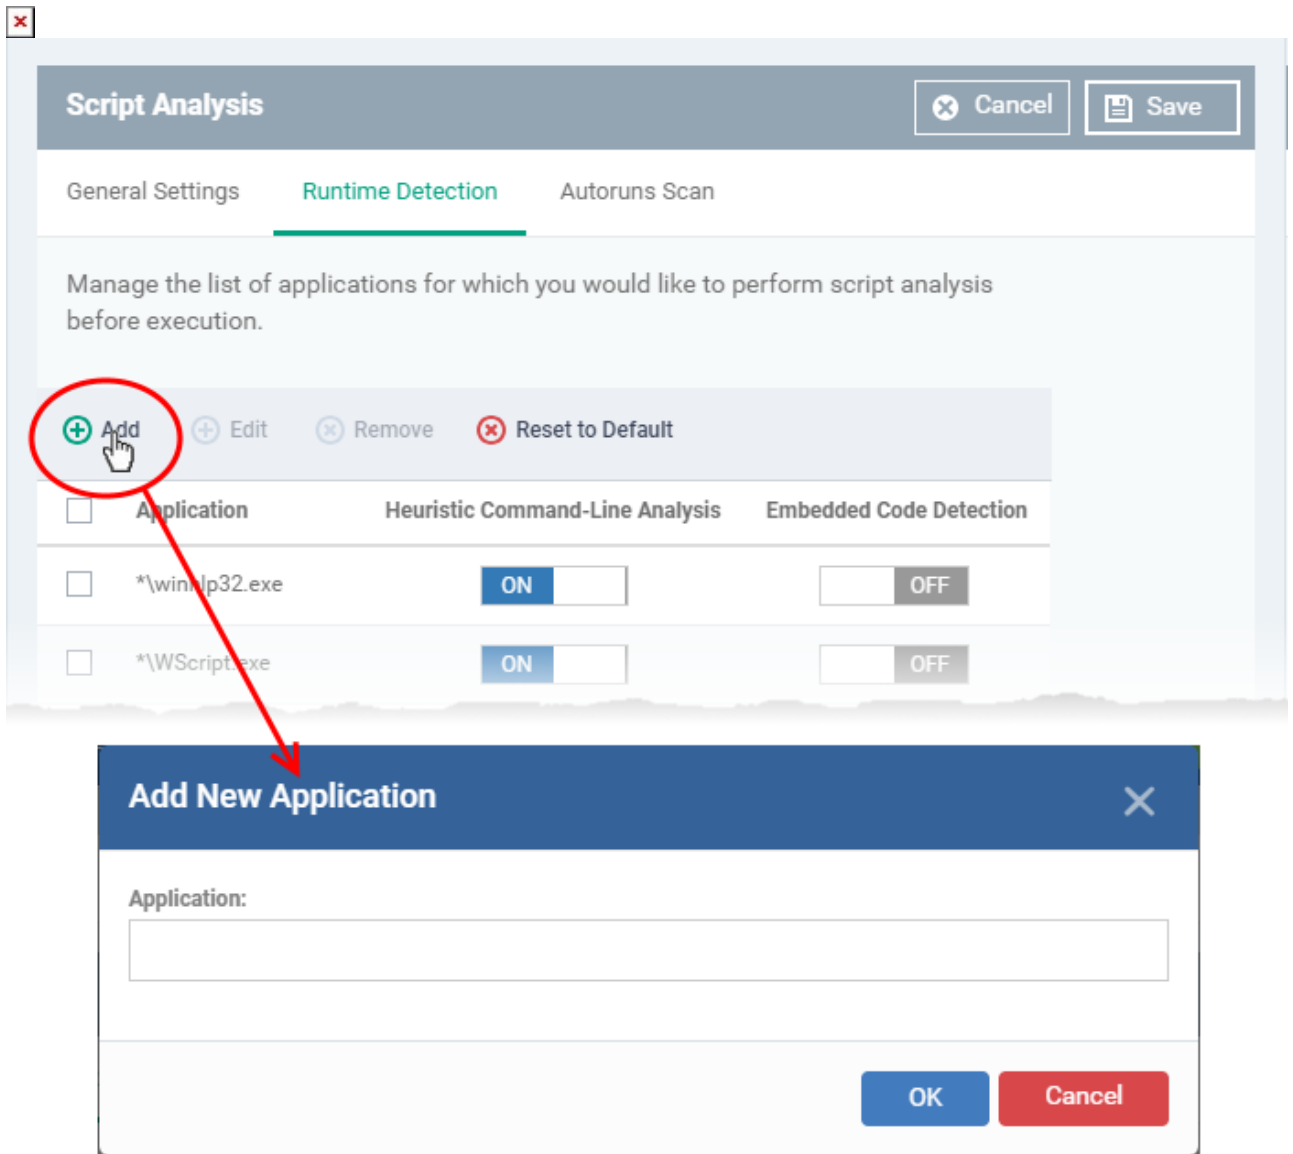 Script Analysis Cancel Save
General Settings Runtime Detection Autoruns Scan
Manage the list of applications for which you would like to perform script analysis
before execution.
Add Edit Remove Reset to Default
Application Heuristic Command-Line Analysis Embedded Code Detection
*\winhlp32.exe ON OFF
*\WScript.exe ON OFF
Add New Application
Application:
OK Cancel